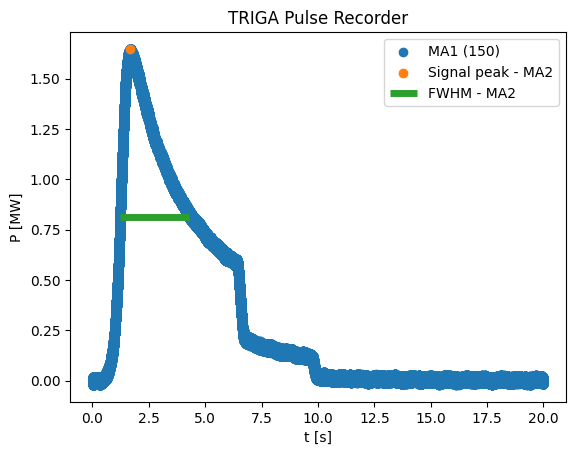 TRIGA Pulse Recorder
MA1 (150)
Signal peak - MA2
FWHM - MA2
P [MW]
1.50
1.25
1.00
0.75
0.50
0.25
0.00
0.0 2.5 5.0 7.5 10.0 12.5 15.0 17.5 20.0
t [s]